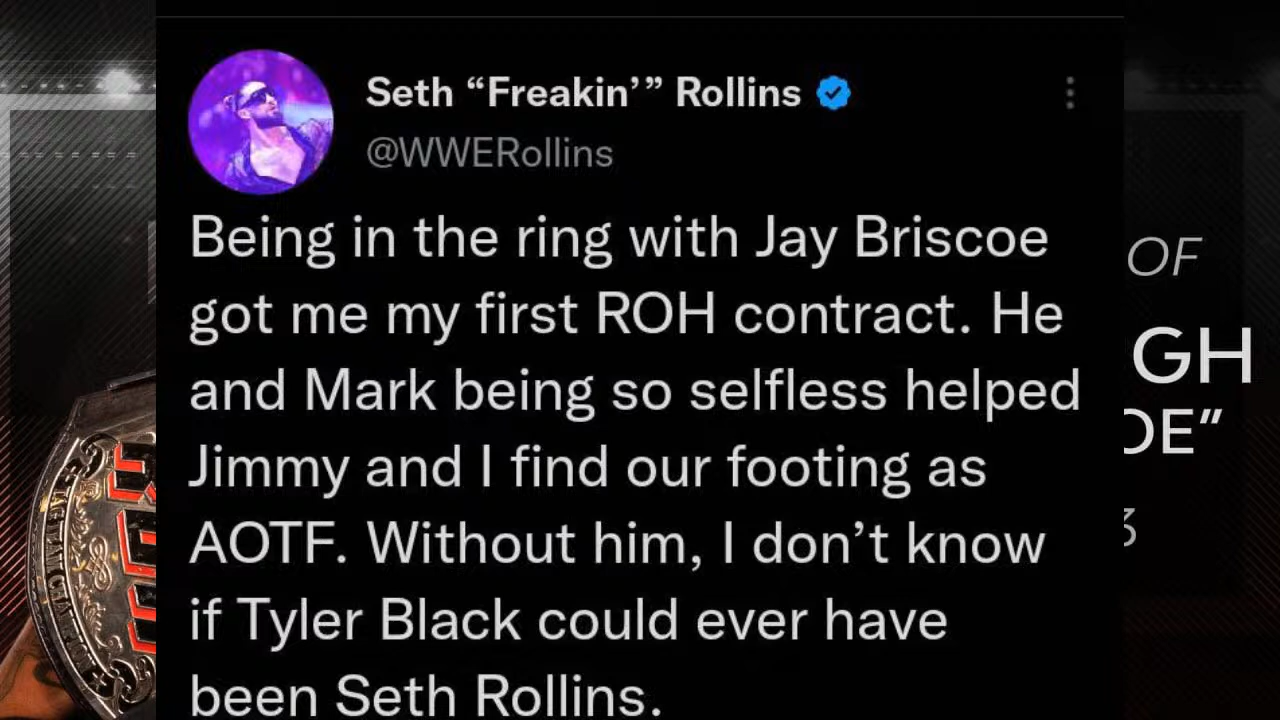 Seth “Freakin’” Rollins
@WWERollins
Being in the ring with Jay Briscoe
got me my first ROH contract. He
and Mark being so selfless helped
Jimmy and I find our footing as
AOTF. Without him, I don’t know
if Tyler Black could ever have
been Seth Rollins.
OF
GH
DE”
3